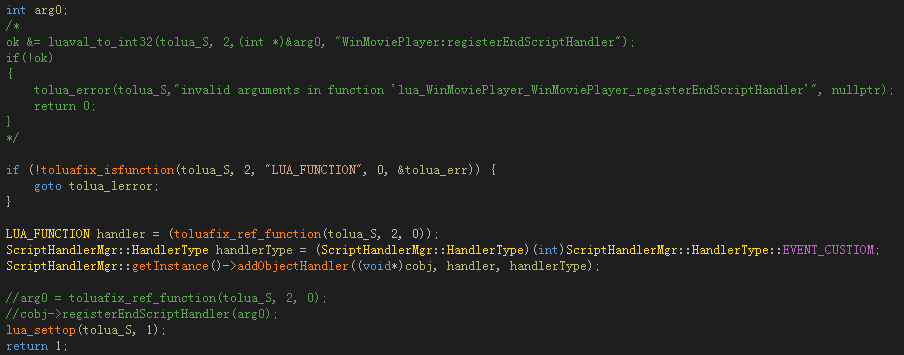 int arg0;
/*
ok &= luaval_to_int32(tolua_S, 2,(int *)&arg0, "WinMoviePlayer:registerEndScriptHandler");
if(!ok)
{
    tolua_error(tolua_S,"invalid arguments in function 'lua_WinMoviePlayer_WinMoviePlayer_registerEndScriptHandler'", nullptr);
    return 0;
}
*/
if (!toluafix_isfunction(tolua_S, 2, "LUA_FUNCTION", 0, &tolua_err)) {
    goto tolua_lerror;
}
LUA_FUNCTION handler = (toluafix_ref_function(tolua_S, 2, 0));
ScriptHandlerMgr::HandlerType handlerType = (ScriptHandlerMgr::HandlerType)(int)ScriptHandlerMgr::HandlerType::EVENT_CUSTIOM;
ScriptHandlerMgr::getInstance()->addObjectHandler((void*)cobj, handler, handlerType);
//arg0 = toluafix_ref_function(tolua_S, 2, 0);
//cobj->registerEndScriptHandler(arg0);
lua_settop(tolua_S, 1);
return 1;